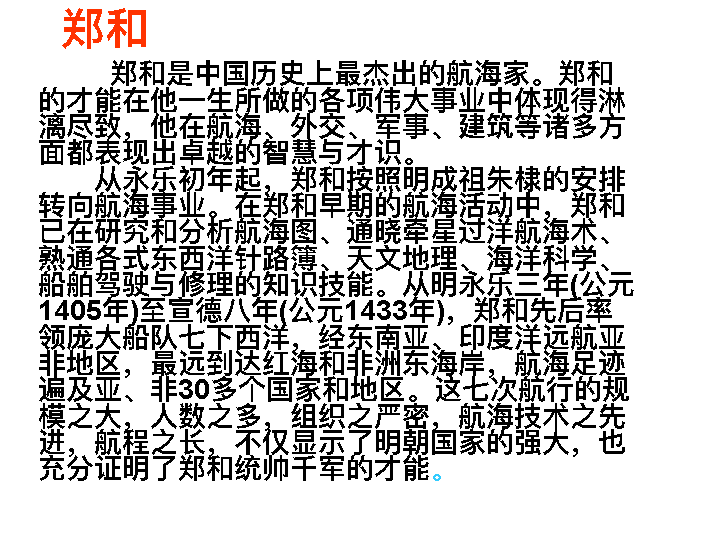 郑和
郑和是中国历史上最杰出的航海家。郑和
的才能在他一生所做的各项伟大事业中体现得淋
漓尽致，他在航海、外交、军事、建筑等诸多方
面都表现出卓越的智慧与才识。
从永乐初年起，郑和按照明成祖朱棣的安排
转向航海事业。在郑和早期的航海活动中，郑和
已在研究和分析航海图、通晓牵星过洋航海术、
熟通各式东西洋针路簿、天文地理、海洋科学、
船舶驾驶与修理的知识技能。从明永乐三年(公元
1405年)至宣德八年(公元1433年)，郑和先后率
领庞大船队七下西洋，经东南亚、印度洋远航亚
非地区，最远到达红海和非洲东海岸，航海足迹
遍及亚、非30多个国家和地区。这七次航行的规
模之大，人数之多，组织之严密，航海技术之先
进，航程之长，不仅显示了明朝国家的强大，也
充分证明了郑和统帅千军的才能。